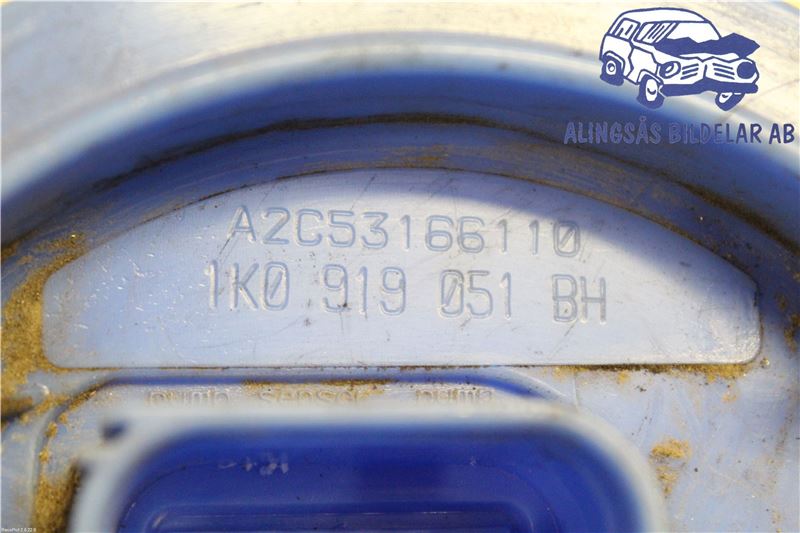 ALINGSÅS BILDELAR AB
A2C53166110
1K0 919 051 BH